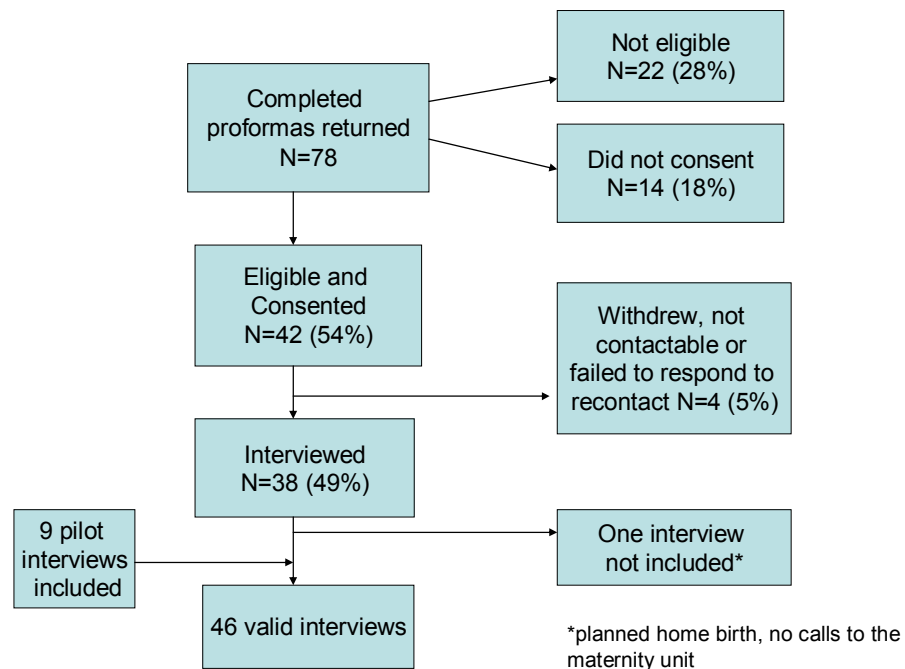 Not eligible
N=22 (28%)
Completed
proformas returned
N=78
Did not consent
N=14 (18%)
Eligible and
Consented
N=42 (54%)
Withdrew, not
contactable or
failed to respond to
recontact N=4 (5%)
Interviewed
N=38 (49%)
9 pilot
interviews
included
One interview
not included*
46 valid interviews
*planned home birth, no calls to the
maternity unit